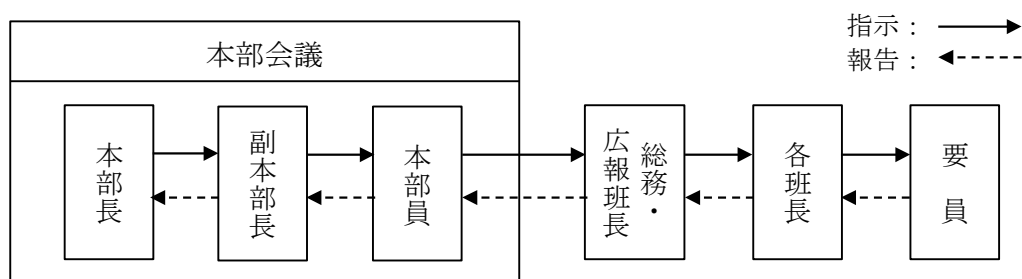 本部会議
指示：
報告：
本部長
副本部長
本部員
総務・
広報班長
各班長
要員